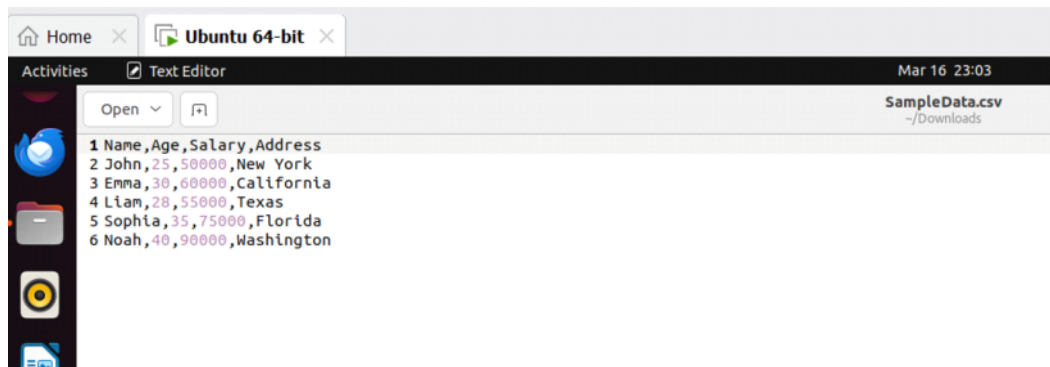 Home
Ubuntu 64-bit
Activities Text Editor Mar 16 23:03
Open SampleData.csv
~/Downloads
1 Name,Age,Salary,Address
2 John,25,50000,New York
3 Emma,30,60000,California
4 Liam,28,55000,Texas
5 Sophia,35,75000,Florida
6 Noah,40,90000,Washington